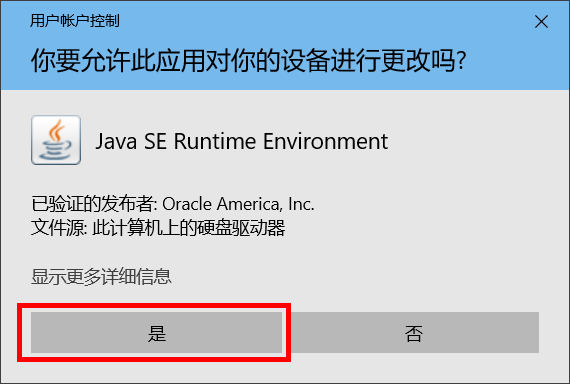 用户帐户控制
你要允许此应用对你的设备进行更改吗?
Java SE Runtime Environment
已验证的发布者: Oracle America, Inc.
文件源: 此计算机上的硬盘驱动器
显示更多详细信息
是
否